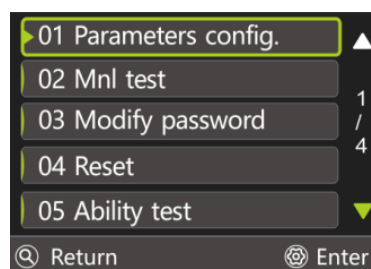 01 Parameters config.
02 Mnl test
03 Modify password
04 Reset
05 Ability test
1
/
4
Return
Enter